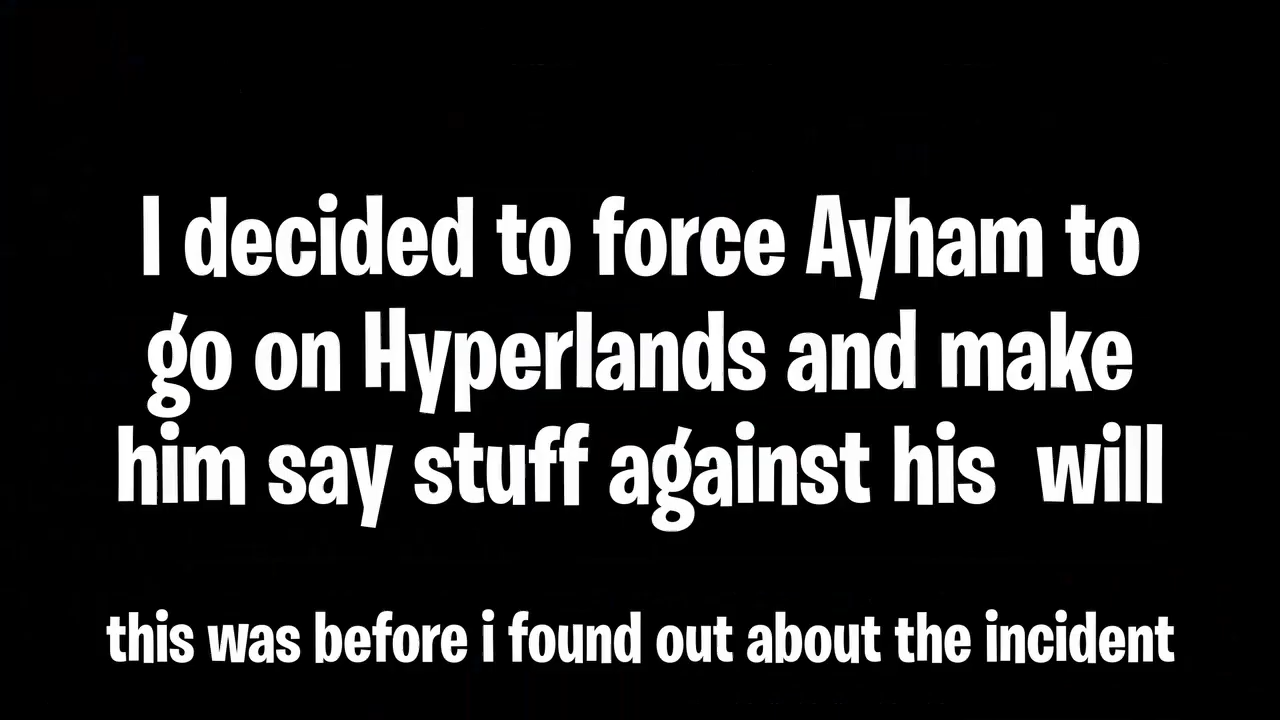 I decided to force Ayham to
go on Hyperlands and make
him say stuff against his  will
this was before i found out about the incident